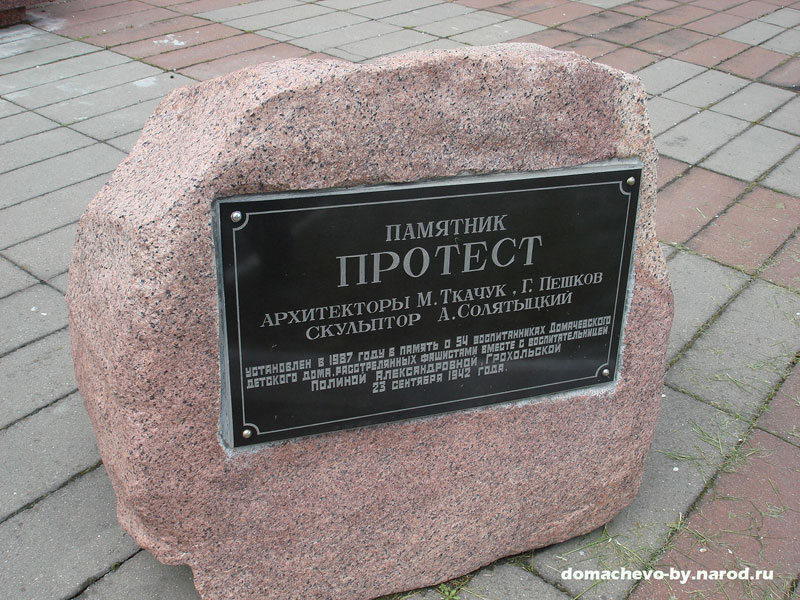 ПАМЯТНИК
ПРОТЕСТ
АРХИТЕКТОРЫ М. ТКАЧУК , Г. ПЕШКОВ
СКУЛЬПТОР А. СОЛЯТЫЦКИЙ
УСТАНОВЛЕН В 1987 ГОДУ В ПАМЯТЬ О 54 ВОСПИТАННИКАХ ДОМАЧЕВСКОГО
ДЕТСКОГО ДОМА, РАССТРЕЛЯННЫХ ФАШИСТАМИ ВМЕСТЕ С ВОСПИТАТЕЛЬНИЦЕЙ
ПОЛИНОЙ АЛЕКСАНДРОВНОЙ ГРОХОЛЬСКОЙ
23 СЕНТЯБРЯ 1942 ГОДА.
domachevo-by.narod.ru